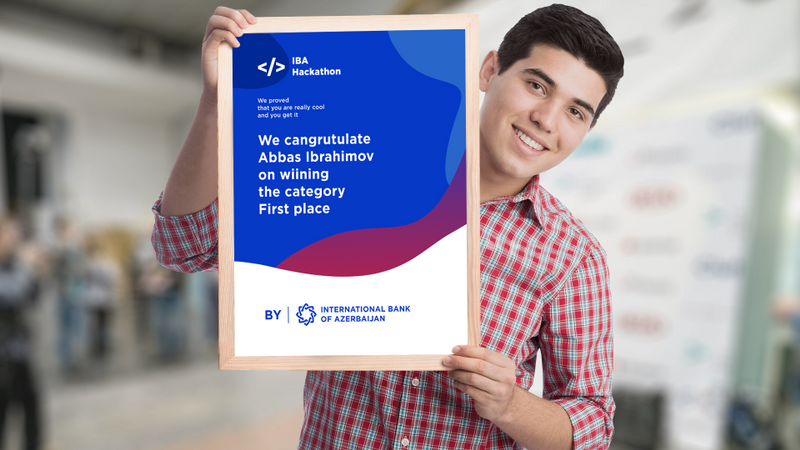 </> IBA
Hackathon
We proved
that you are really cool
and you get it
We cangrutulate
Abbas Ibrahimov
on wiining
the category
First place
BY | INTERNATIONAL BANK
OF AZERBAIJAN